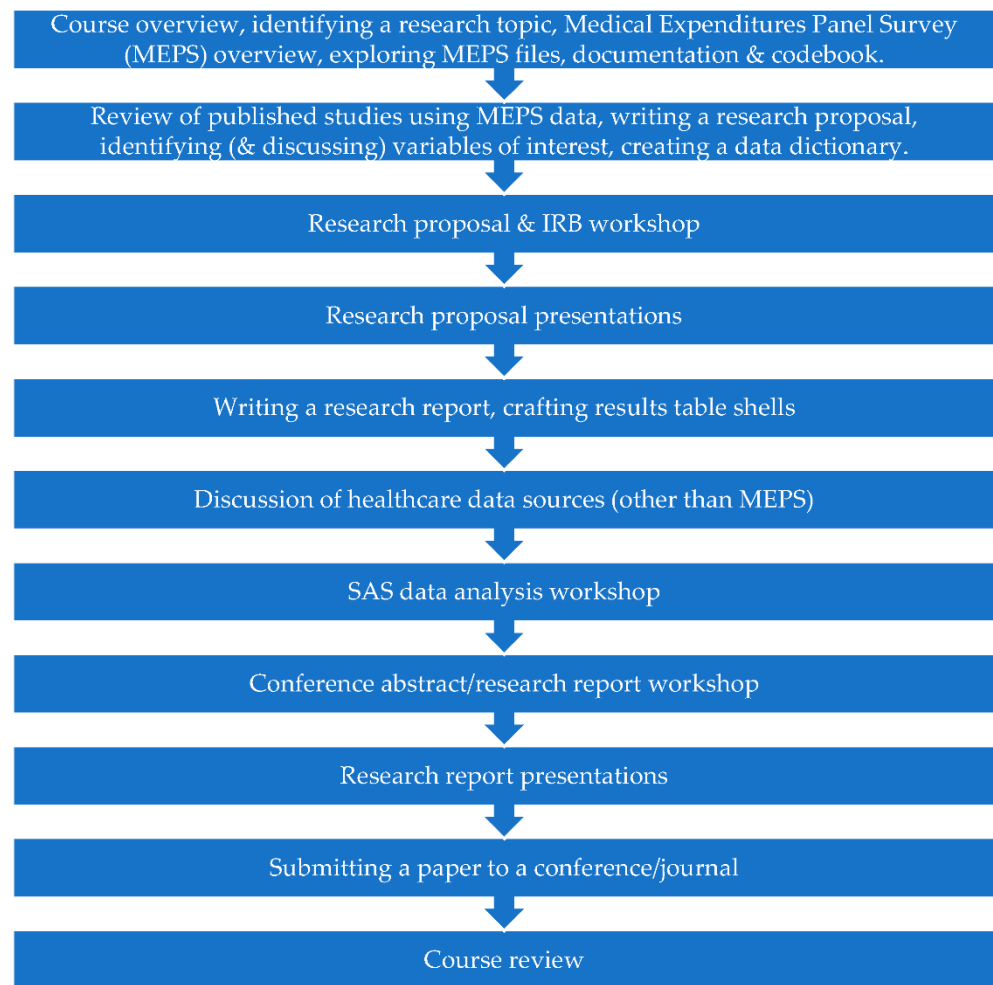 Course overview, identifying a research topic, Medical Expenditures Panel Survey
(MEPS) overview, exploring MEPS files, documentation & codebook.
Review of published studies using MEPS data, writing a research proposal,
identifying (& discussing) variables of interest, creating a data dictionary.
Research proposal & IRB workshop
Research proposal presentations
Writing a research report, crafting results table shells
Discussion of healthcare data sources (other than MEPS)
SAS data analysis workshop
Conference abstract/research report workshop
Research report presentations
Submitting a paper to a conference/journal
Course review